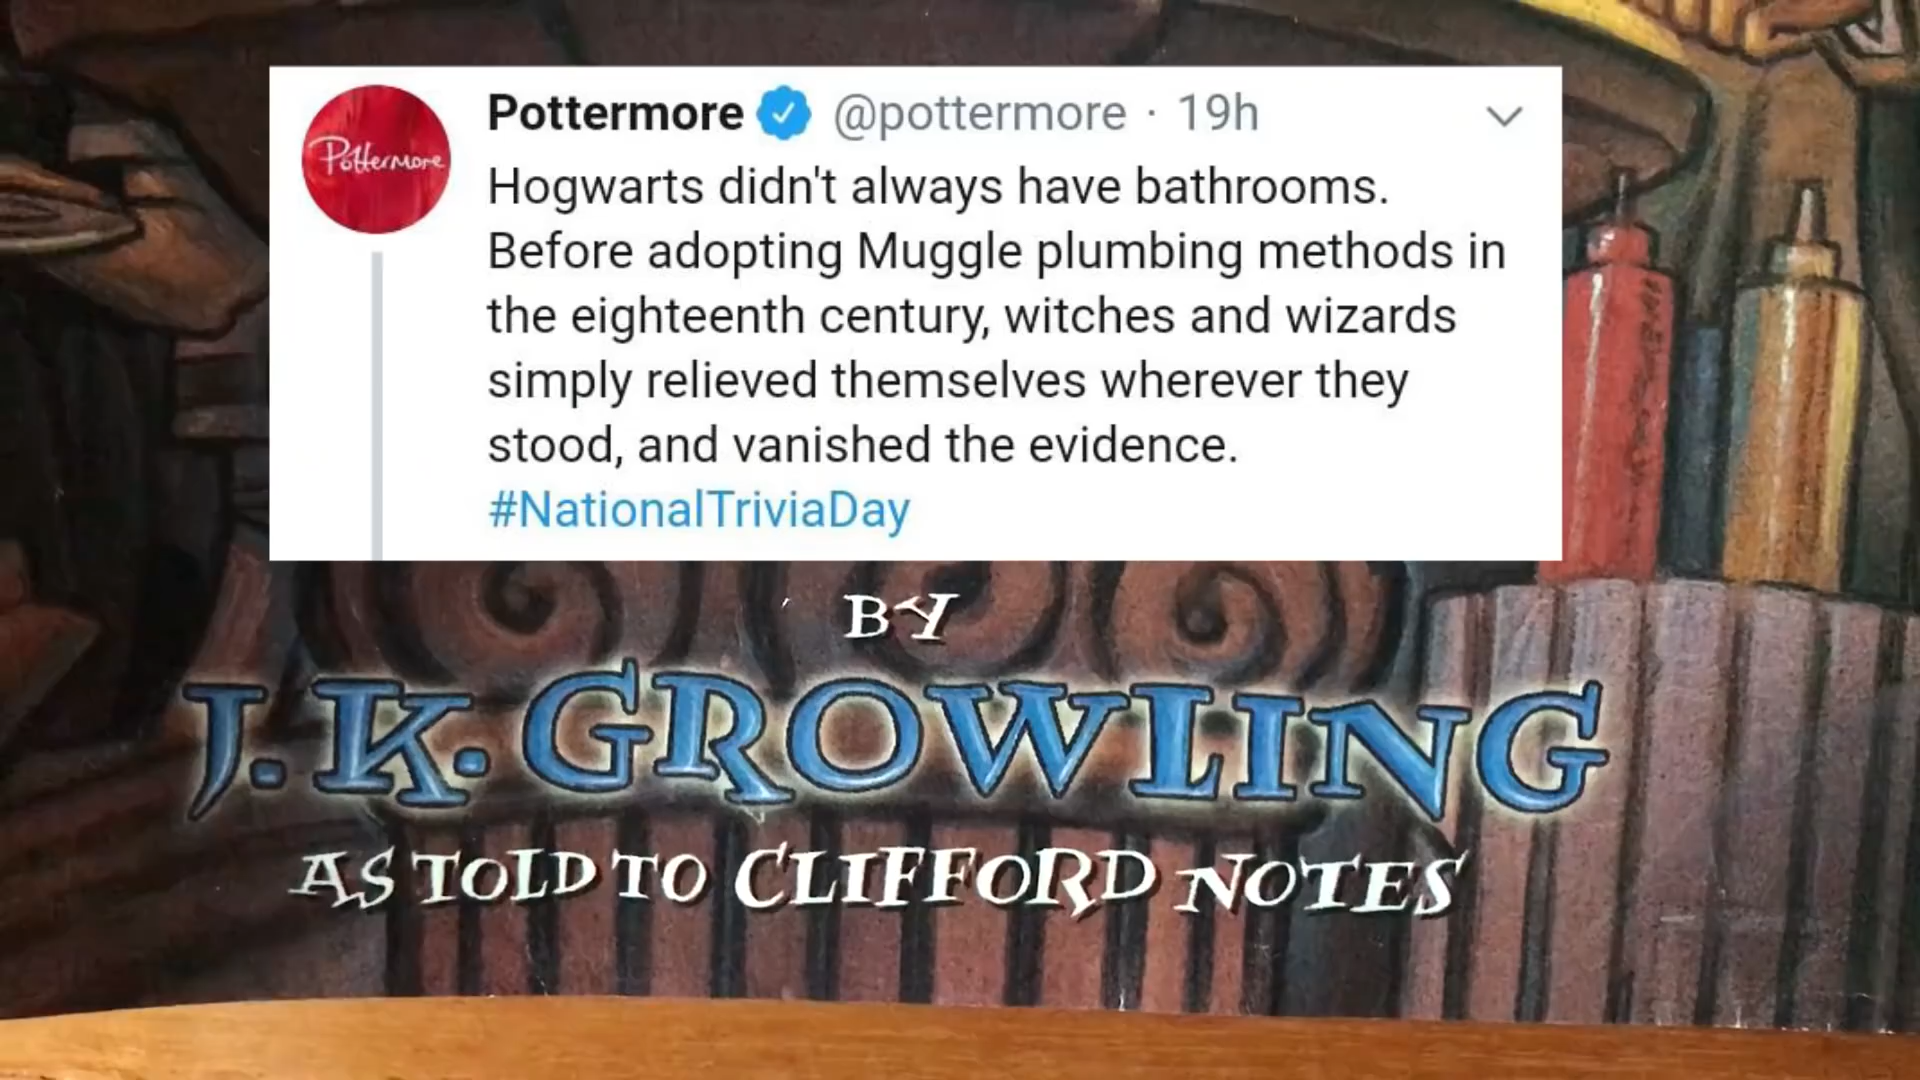 Pottermore @pottermore · 19h
Pottermore
Hogwarts didn't always have bathrooms.
Before adopting Muggle plumbing methods in
the eighteenth century, witches and wizards
simply relieved themselves wherever they
stood, and vanished the evidence.
#NationalTriviaDay
BY
J.K. GROWLING
AS TOLD TO CLIFFORD NOTES